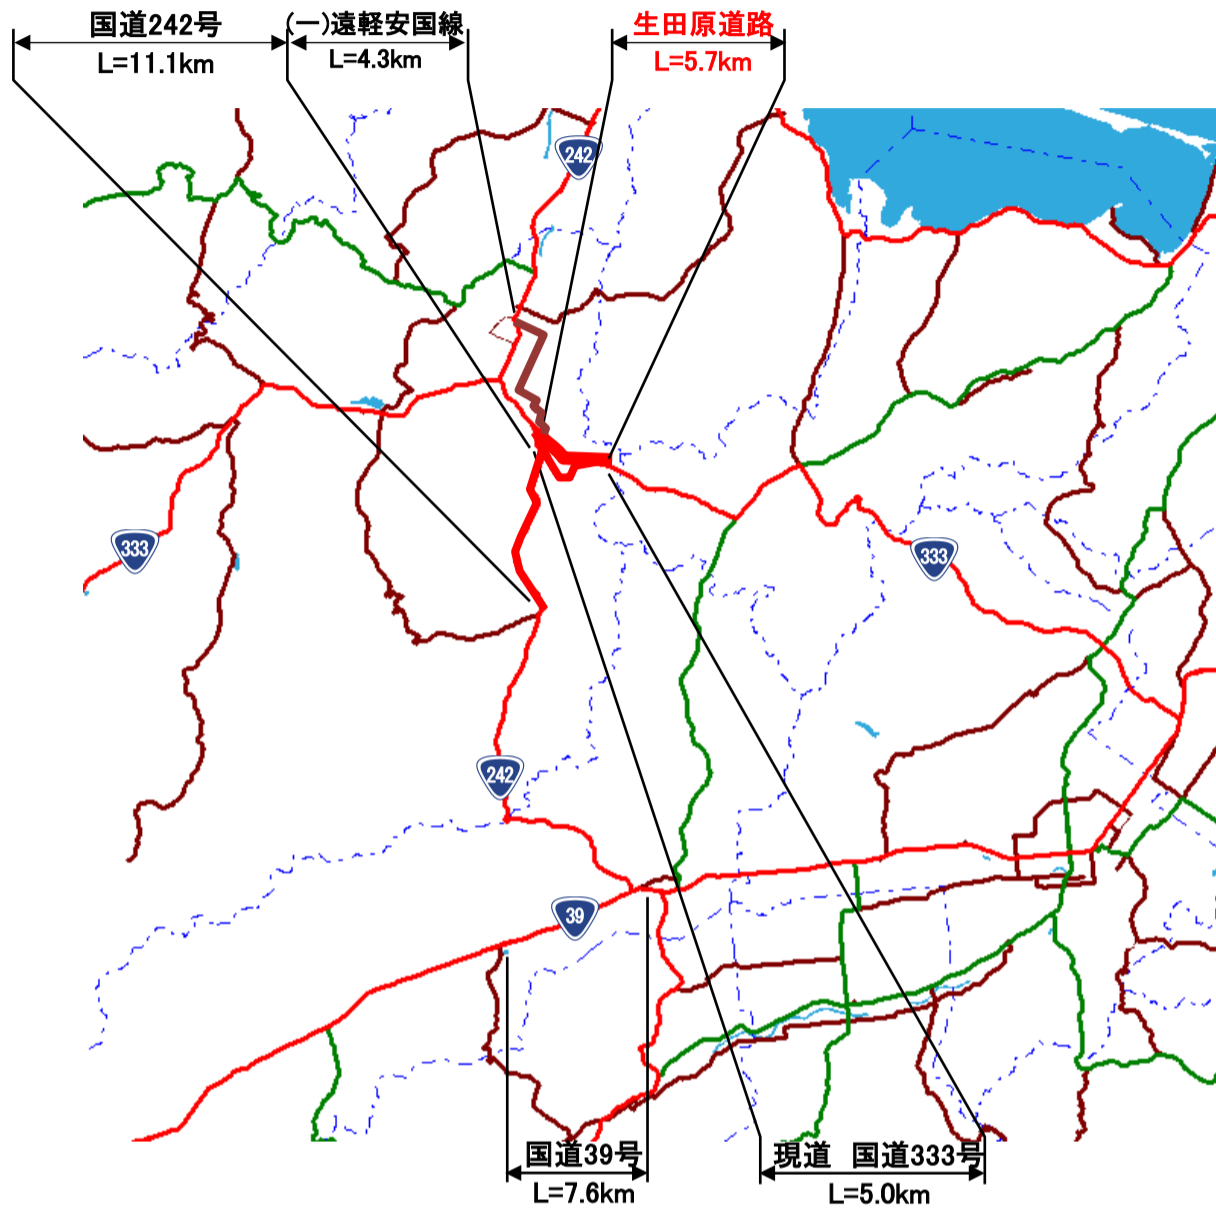 国道242号
L=11.1km
(一)遠軽安国線
L=4.3km
生田原道路
L=5.7km
242
333
333
242
39
国道39号
L=7.6km
現道 国道333号
L=5.0km